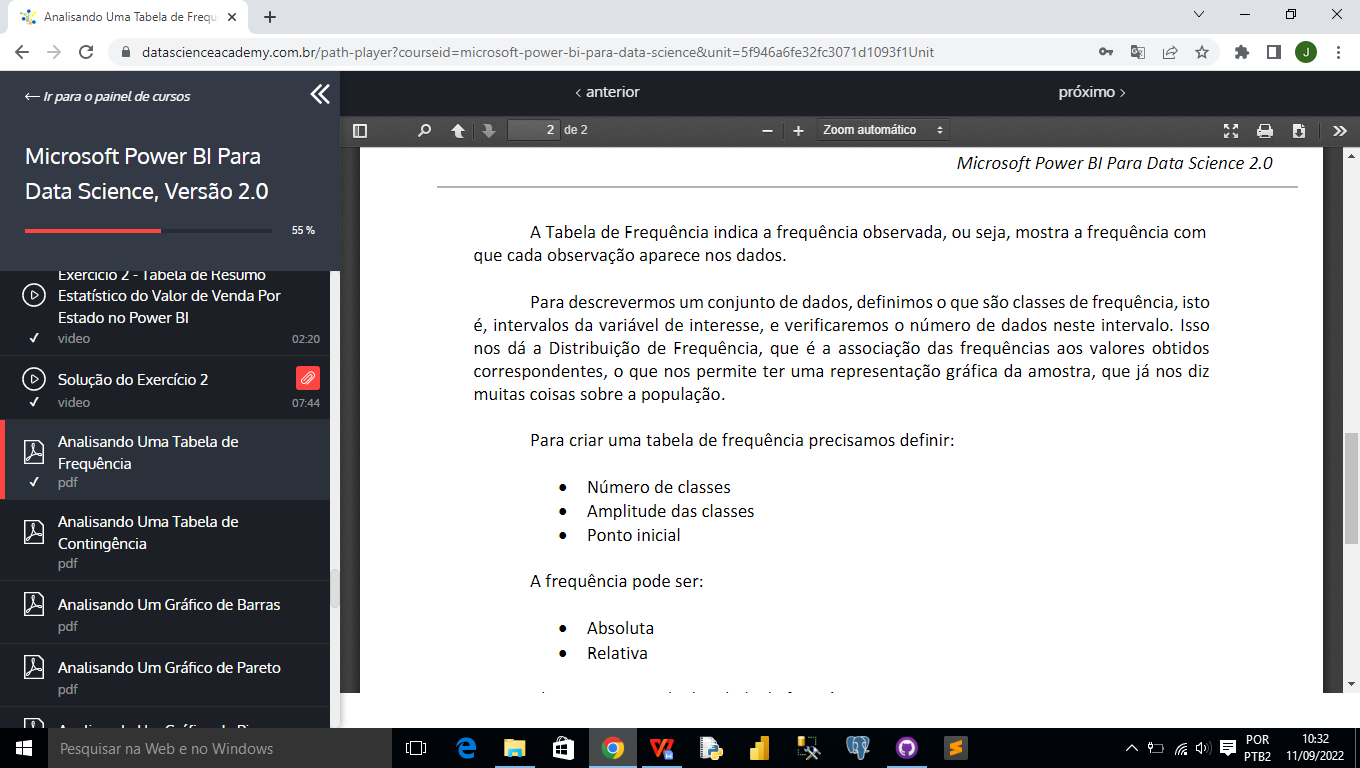 Analisando Uma Tabela de Frequ
datascienceacademy.com.br/path-player?courseid=microsoft-power-bi-para-data-science&unit=5f946a6fe32fc3071d1093f1Unit
J
← Ir para o painel de cursos
Microsoft Power BI Para
Data Science, Versão 2.0
55 %
Exercício 2 - Tabela de Resumo
Estatístico do Valor de Venda Por
Estado no Power BI
video 02:20
Solução do Exercício 2
video 07:44
Analisando Uma Tabela de
Frequência
pdf
Analisando Uma Tabela de
Contingência
pdf
Analisando Um Gráfico de Barras
pdf
Analisando Um Gráfico de Pareto
pdf
‹ anterior próximo ›
2 de 2 Zoom automático
Microsoft Power BI Para Data Science 2.0
A Tabela de Frequência indica a frequência observada, ou seja, mostra a frequência com
que cada observação aparece nos dados.
Para descrevermos um conjunto de dados, definimos o que são classes de frequência, isto
é, intervalos da variável de interesse, e verificaremos o número de dados neste intervalo. Isso
nos dá a Distribuição de Frequência, que é a associação das frequências aos valores obtidos
correspondentes, o que nos permite ter uma representação gráfica da amostra, que já nos diz
muitas coisas sobre a população.
Para criar uma tabela de frequência precisamos definir:
• Número de classes
• Amplitude das classes
• Ponto inicial
A frequência pode ser:
• Absoluta
• Relativa
Pesquisar na Web e no Windows
POR
PTB2
10:32
11/09/2022